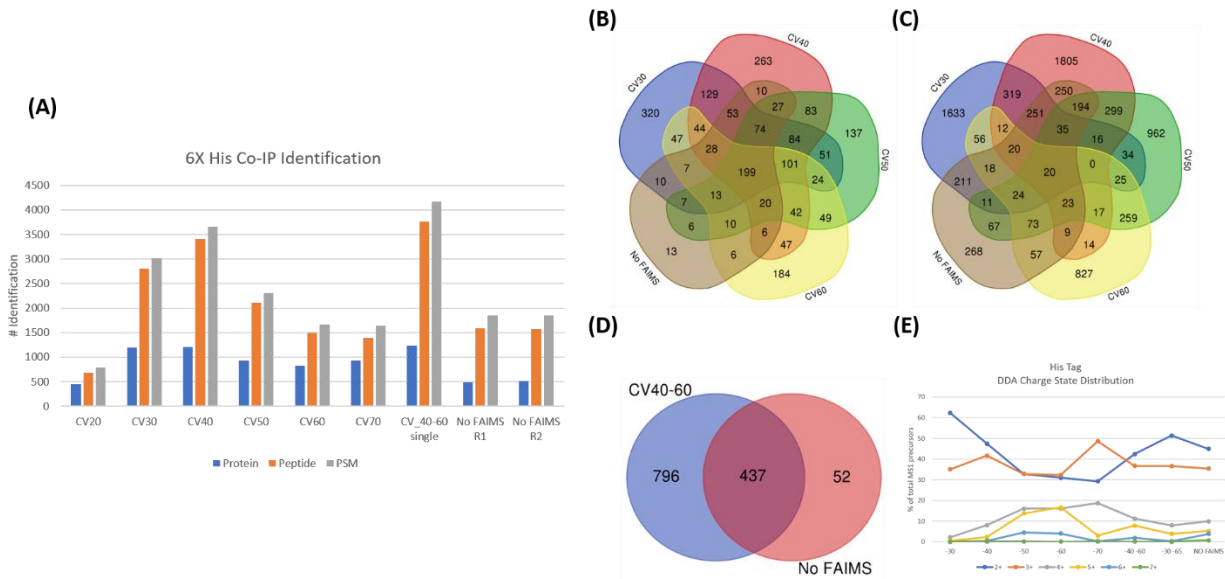 (A)
6X His Co-IP Identification
# Identification
4500
4000
3500
3000
2500
2000
1500
1000
500
0
CV20
CV30
CV40
CV50
CV60
CV70
CV_40-60
single
No FAIMS
R1
No FAIMS
R2
Protein
Peptide
PSM
(B)
CV40
CV30
CV50
CV60
No FAIMS
263
129
10
53
27
83
320
74
137
44
84
47
28
51
101
7
199
24
10
13
7
20
42
49
6
10
6
47
13
6
184
(C)
CV40
CV30
CV50
CV60
No FAIMS
1805
319
250
251
194
299
1633
35
962
12
16
56
20
34
0
18
20
25
211
24
11
23
17
259
67
73
9
14
268
57
827
(D)
CV40-60
796
437
52
No FAIMS
(E)
His Tag
DDA Charge State Distribution
% of total MS1 precursors
70
60
50
40
30
20
10
0
-30
-40
-50
-60
-70
-40-60
-30-65
NO FAIMS
2+
3+
4+
5+
6+
7+